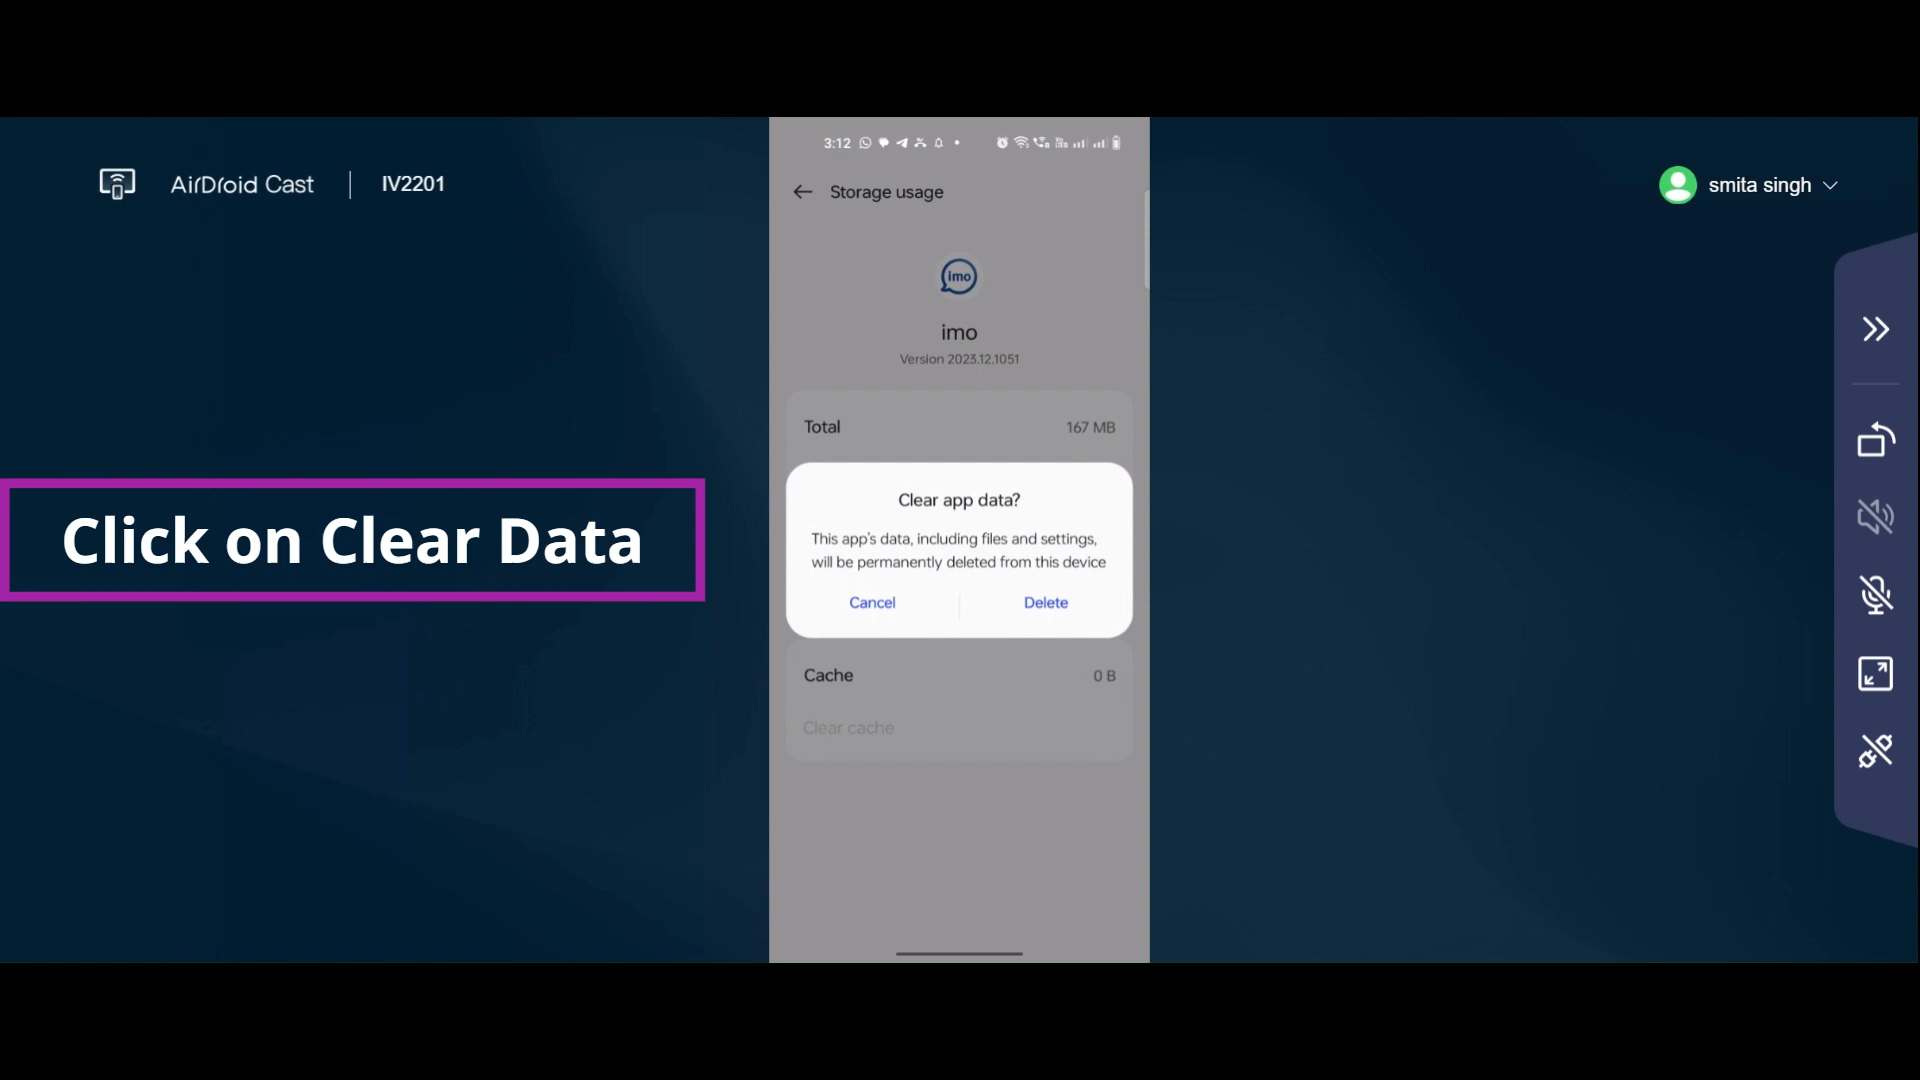 3:12
AirDroid Cast
IV2201
smita singh
Storage usage
imo
imo
Version 2023.12.1051
Total
167 MB
Click on Clear Data
Clear app data?
This app's data, including files and settings,
will be permanently deleted from this device
Cancel
Delete
Cache
0 B
Clear cache